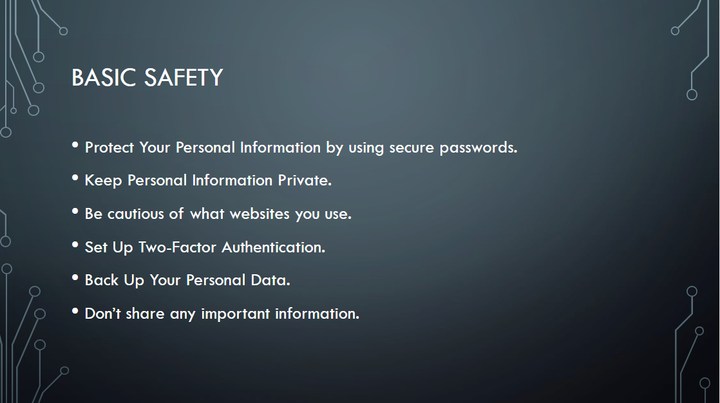 BASIC SAFETY
• Protect Your Personal Information by using secure passwords.
• Keep Personal Information Private.
• Be cautious of what websites you use.
• Set Up Two-Factor Authentication.
• Back Up Your Personal Data.
• Don’t share any important information.